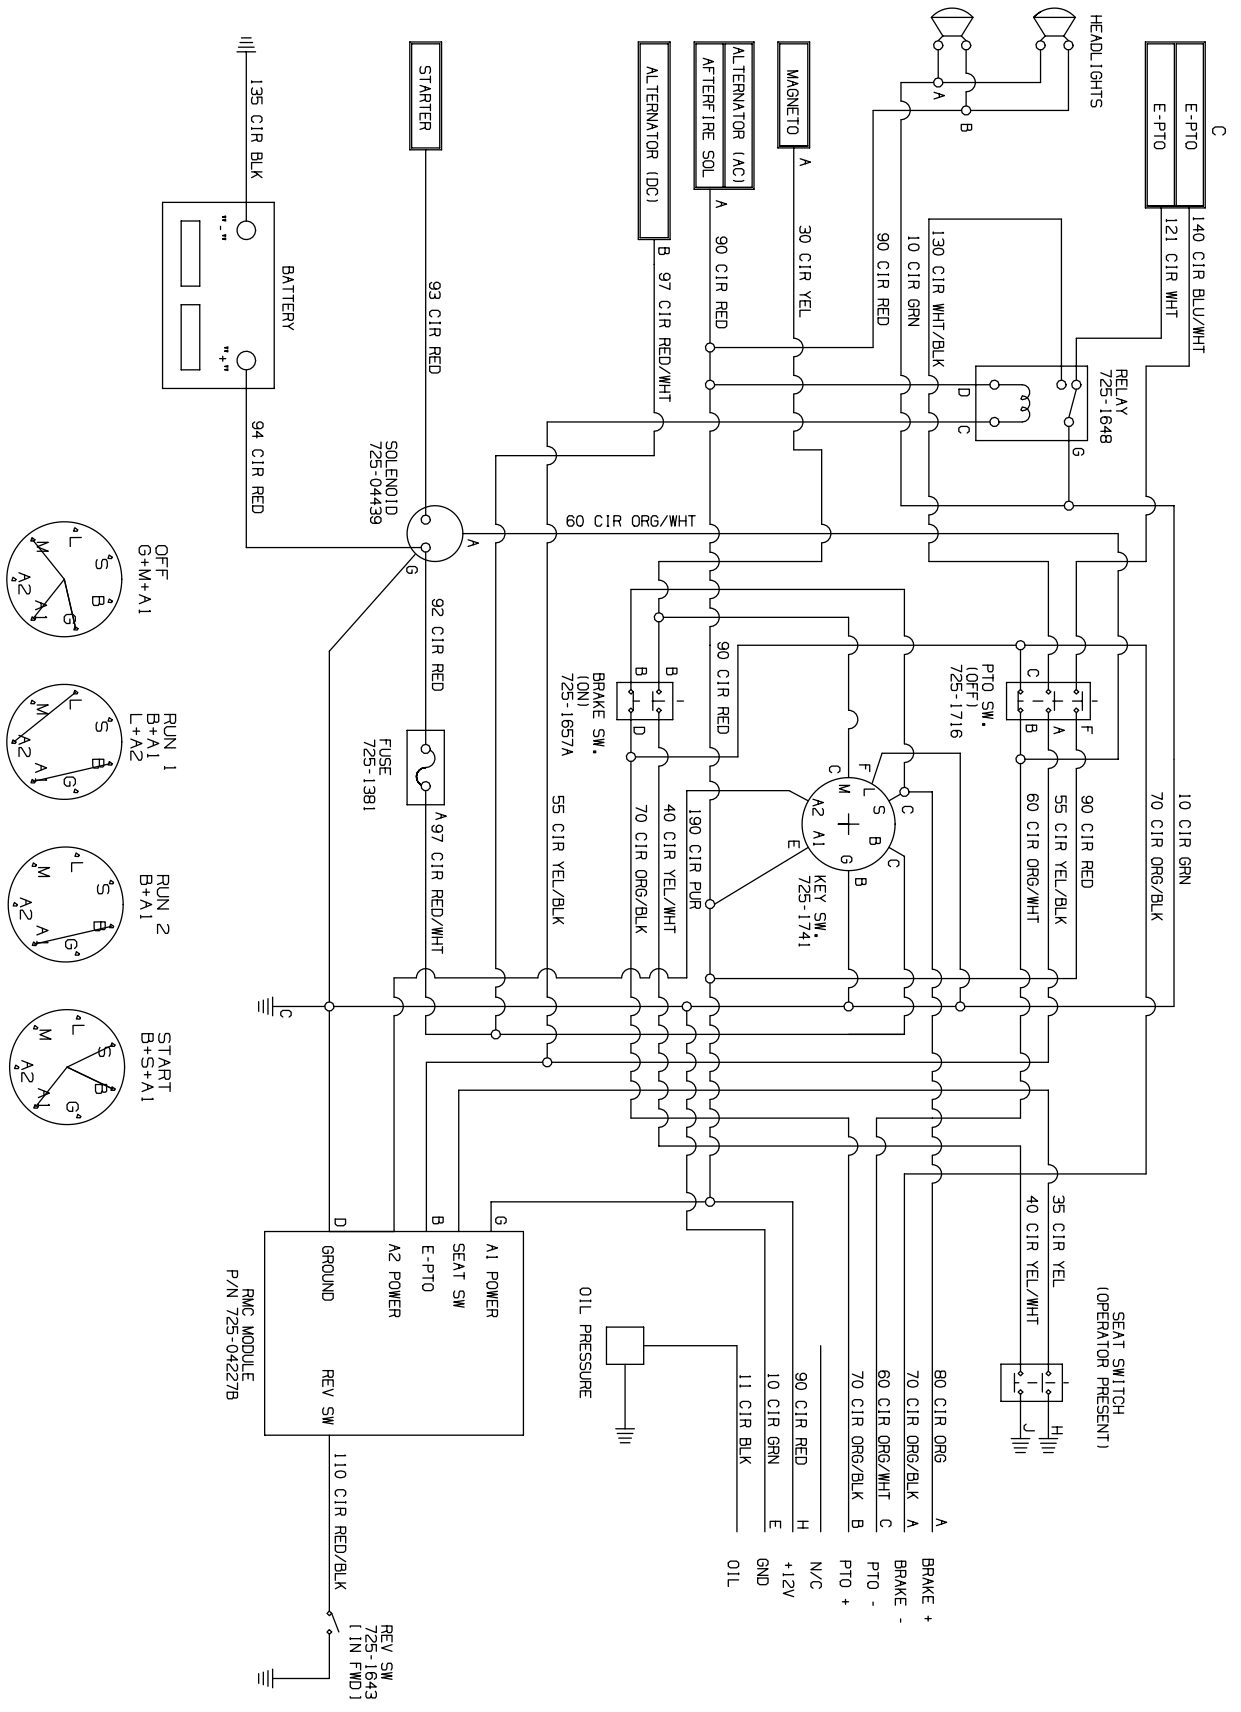 HEADLIGHTS
A
B
C
E-PTO
E-PTO
140 CIR BLU/WHT
121 CIR WHT
MAGNETO
A
30 CIR YEL
ALTERNATOR (AC)
AFTERFIRE SOL
A
90 CIR RED
ALTERNATOR (DC)
B
97 CIR RED/WHT
STARTER
93 CIR RED
135 CIR BLK
"-"
"+"
BATTERY
94 CIR RED
90 CIR RED
10 CIR GRN
130 CIR WHT/BLK
RELAY
725-1648
D
C
G
SOLENOID
725-04439
A
G
60 CIR ORG/WHT
92 CIR RED
FUSE
725-1381
A
97 CIR RED/WHT
55 CIR YEL/BLK
BRAKE SW.
(ON)
725-1657A
B
B
D
70 CIR ORG/BLK
40 CIR YEL/WHT
190 CIR PUR
90 CIR RED
KEY SW.
725-1741
C
F
C
C
B
E
M
L
S
B
G
A1
A2
PTO SW.
(OFF)
725-1716
C
B
A
F
60 CIR ORG/WHT
55 CIR YEL/BLK
90 CIR RED
70 CIR ORG/BLK
10 CIR GRN
C
OFF
G+M+A1
L
S
B
G
A1
A2
M
RUN 1
B+A1
L+A2
L
S
B
G
A1
A2
M
RUN 2
B+A1
L
S
B
G
A1
A2
M
START
B+S+A1
L
S
B
G
A1
A2
M
D
B
G
GROUND
A2 POWER
E-PTO
SEAT SW
A1 POWER
REV SW
RMC MODULE
P/N 725-04227B
110 CIR RED/BLK
REV SW
725-1643
[ IN FWD]
OIL PRESSURE
35 CIR YEL
40 CIR YEL/WHT
SEAT SWITCH
(OPERATOR PRESENT)
H
J
80 CIR ORG A BRAKE +
70 CIR ORG/BLK A BRAKE -
60 CIR ORG/WHT C PTO -
70 CIR ORG/BLK B PTO +
N/C
90 CIR RED H +12V
10 CIR GRN E GND
11 CIR BLK OIL